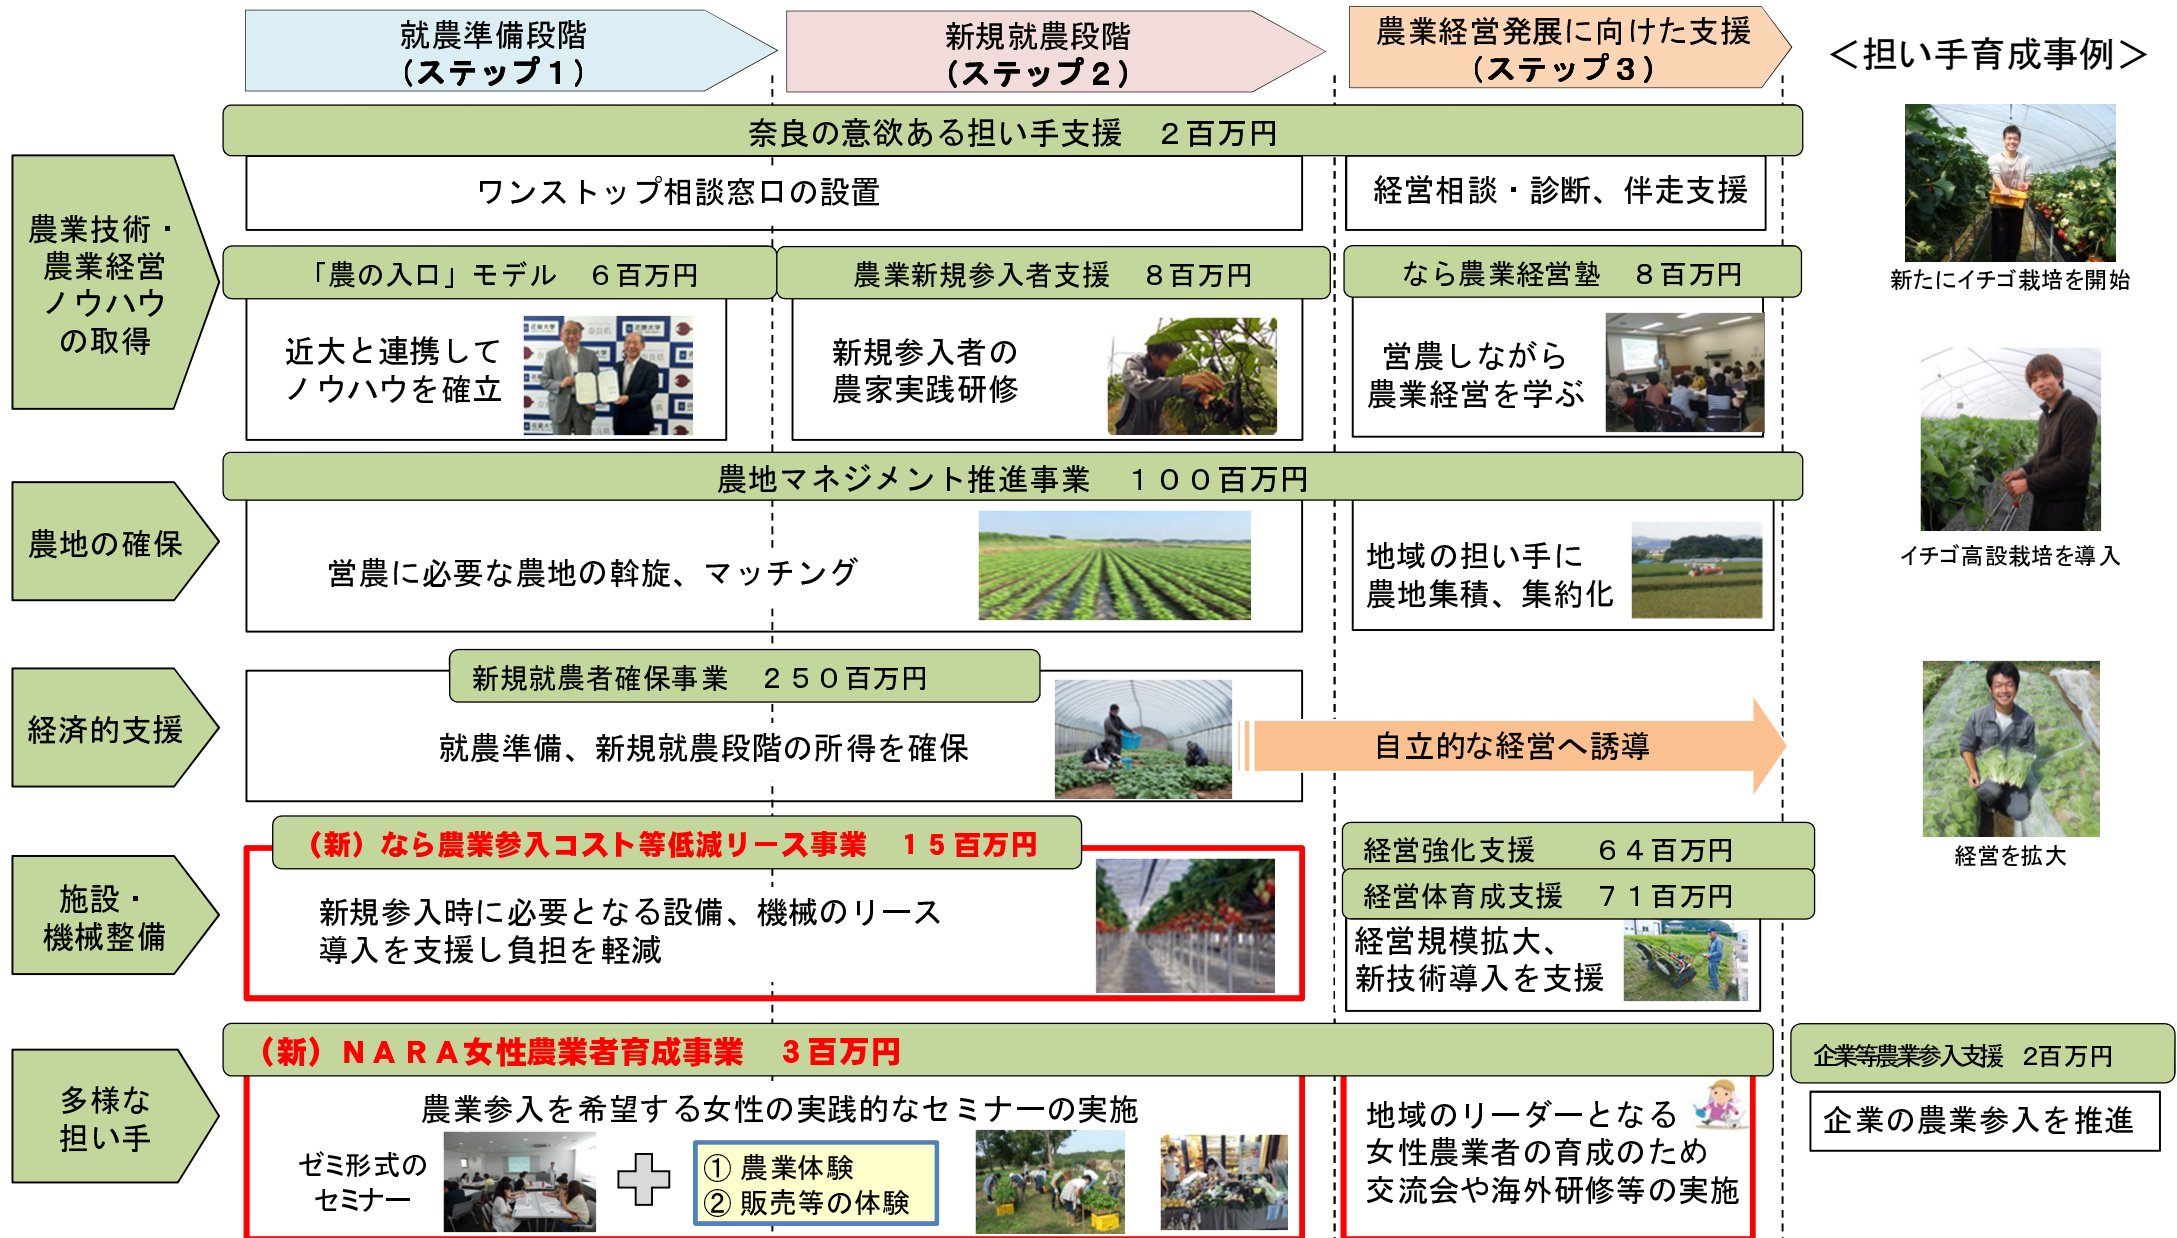 就農準備段階
（ステップ１）
新規就農段階
（ステップ２）
農業経営発展に向けた支援
（ステップ３）
＜担い手育成事例＞
奈良の意欲ある担い手支援　２百万円
ワンストップ相談窓口の設置
経営相談・診断、伴走支援
農業技術・
農業経営
ノウハウ
の取得
「農の入口」モデル　６百万円
近大と連携して
ノウハウを確立
農業新規参入者支援　８百万円
新規参入者の
農家実践研修
なら農業経営塾　８百万円
営農しながら
農業経営を学ぶ
新たにイチゴ栽培を開始
農地の確保
農地マネジメント推進事業　１００百万円
営農に必要な農地の斡旋、マッチング
地域の担い手に
農地集積、集約化
イチゴ高設栽培を導入
経済的支援
新規就農者確保事業　２５０百万円
就農準備、新規就農段階の所得を確保
自立的な経営へ誘導
経営を拡大
施設・
機械整備
（新）なら農業参入コスト等低減リース事業　１５百万円
新規参入時に必要となる設備、機械のリース
導入を支援し負担を軽減
経営強化支援　　６４百万円
経営体育成支援　７１百万円
経営規模拡大、
新技術導入を支援
多様な
担い手
（新）ＮＡＲＡ女性農業者育成事業　３百万円
農業参入を希望する女性の実践的なセミナーの実施
ゼミ形式の
セミナー
① 農業体験
② 販売等の体験
地域のリーダーとなる
女性農業者の育成のため
交流会や海外研修等の実施
企業等農業参入支援　2百万円
企業の農業参入を推進